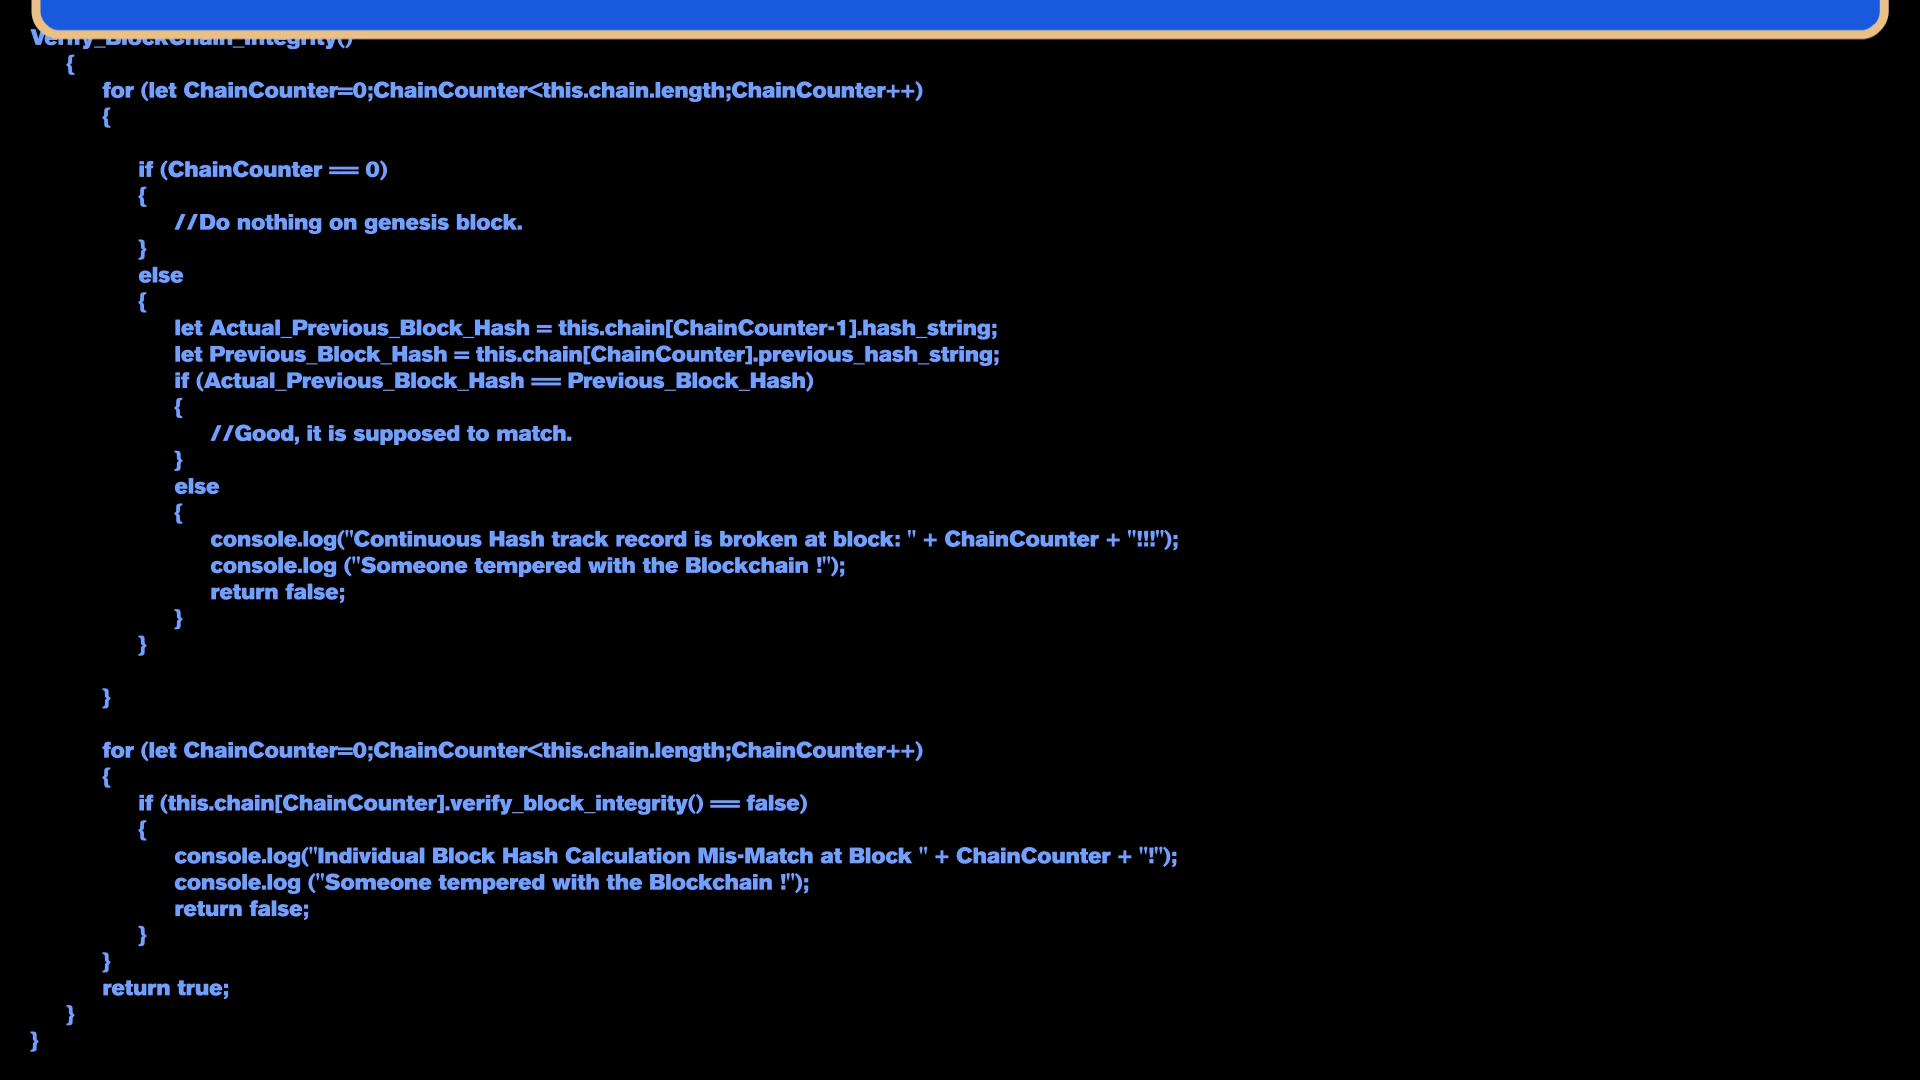 Verify_BlockChain_Integrity()
{
for (let ChainCounter=0;ChainCounter<this.chain.length;ChainCounter++)
{
if (ChainCounter == 0)
{
//Do nothing on genesis block.
}
else
{
let Actual_Previous_Block_Hash = this.chain[ChainCounter-1].hash_string;
let Previous_Block_Hash = this.chain[ChainCounter].previous_hash_string;
if (Actual_Previous_Block_Hash == Previous_Block_Hash)
{
//Good, it is supposed to match.
}
else
{
console.log("Continuous Hash track record is broken at block: " + ChainCounter + "!!!");
console.log ("Someone tempered with the Blockchain !");
return false;
}
}
}
for (let ChainCounter=0;ChainCounter<this.chain.length;ChainCounter++)
{
if (this.chain[ChainCounter].verify_block_integrity() == false)
{
console.log("Individual Block Hash Calculation Mis-Match at Block " + ChainCounter + "!");
console.log ("Someone tempered with the Blockchain !");
return false;
}
}
return true;
}
}